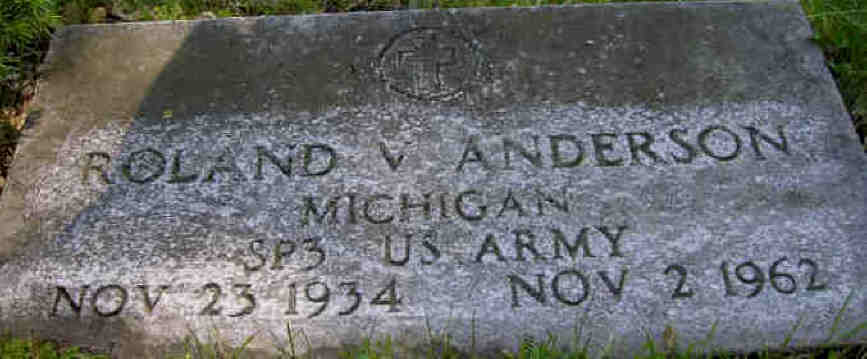 ROLAND V ANDERSON
MICHIGAN
SP3 US ARMY
NOV 23 1934 NOV 2 1962